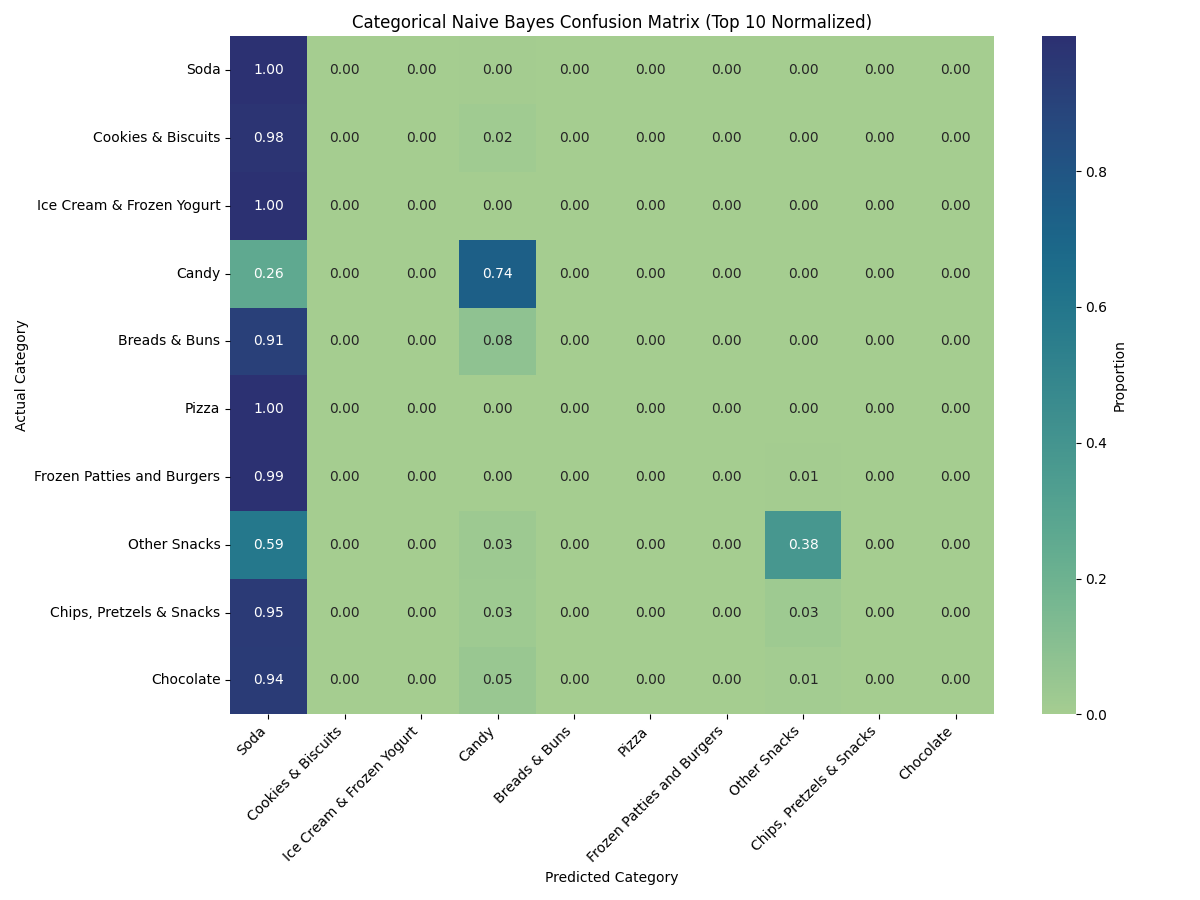 Categorical Naive Bayes Confusion Matrix (Top 10 Normalized)
Actual Category
Soda 1.00 0.00 0.00 0.00 0.00 0.00 0.00 0.00 0.00 0.00
Cookies & Biscuits 0.98 0.00 0.00 0.02 0.00 0.00 0.00 0.00 0.00 0.00
Ice Cream & Frozen Yogurt 1.00 0.00 0.00 0.00 0.00 0.00 0.00 0.00 0.00 0.00
Candy 0.26 0.00 0.00 0.74 0.00 0.00 0.00 0.00 0.00 0.00
Breads & Buns 0.91 0.00 0.00 0.08 0.00 0.00 0.00 0.00 0.00 0.00
Pizza 1.00 0.00 0.00 0.00 0.00 0.00 0.00 0.00 0.00 0.00
Frozen Patties and Burgers 0.99 0.00 0.00 0.00 0.00 0.00 0.00 0.01 0.00 0.00
Other Snacks 0.59 0.00 0.00 0.03 0.00 0.00 0.00 0.38 0.00 0.00
Chips, Pretzels & Snacks 0.95 0.00 0.00 0.03 0.00 0.00 0.00 0.03 0.00 0.00
Chocolate 0.94 0.00 0.00 0.05 0.00 0.00 0.00 0.01 0.00 0.00
Soda
Cookies & Biscuits
Ice Cream & Frozen Yogurt
Candy
Breads & Buns
Pizza
Frozen Patties and Burgers
Other Snacks
Chips, Pretzels & Snacks
Chocolate
Predicted Category
0.8
0.6
0.4
0.2
0.0
Proportion